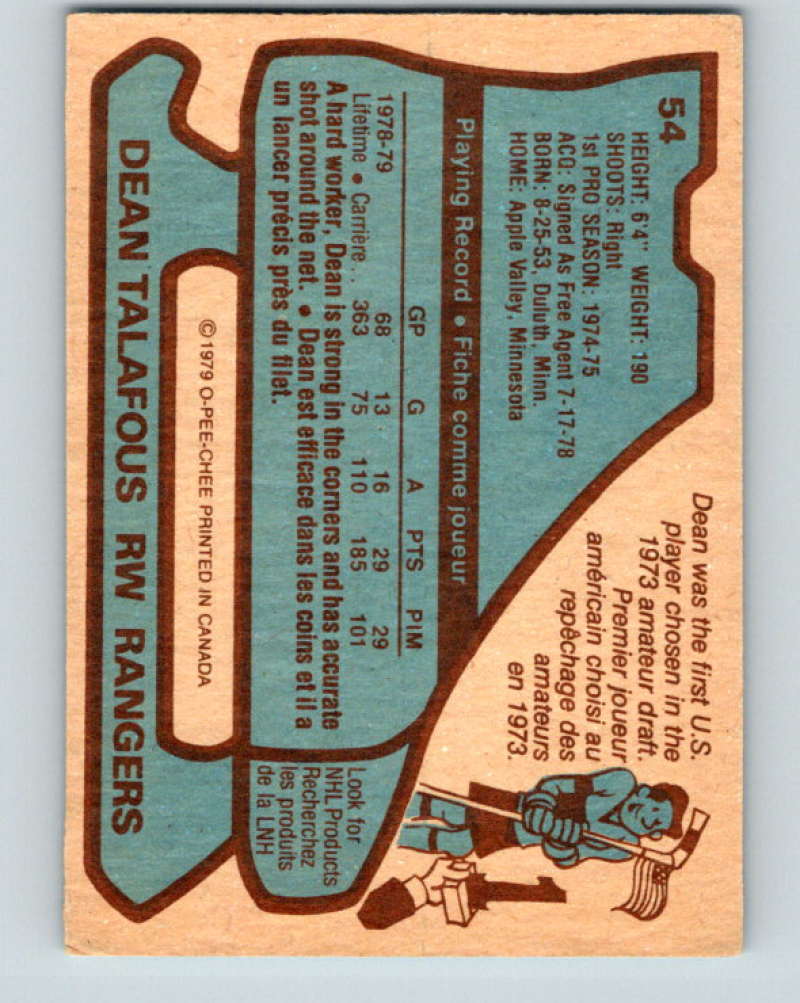 54
HEIGHT: 6'4" WEIGHT: 190
SHOOTS: Right
1st PRO SEASON: 1974-75
ACQ: Signed As Free Agent 7-17-78
BORN: 8-25-53, Duluth, Minn.
HOME: Apple Valley, Minnesota
Dean was the first U.S.
player chosen in the
1973 amateur draft.
Premier joueur
américain choisi au
repêchage des
amateurs
en 1973.
1
Playing Record • Fiche comme joueur
GP G A PTS PIM
1978-79 68 13 16 29 29
Lifetime • Carrière... 363 75 110 185 101
A hard worker, Dean is strong in the corners and has accurate
shot around the net. • Dean est efficace dans les coins et il a
un lancer précis près du filet.
Look for
NHL Products
Recherchez
les produits
de la LNH
©1979 O-PEE-CHEE PRINTED IN CANADA
DEAN TALAFOUS RW RANGERS